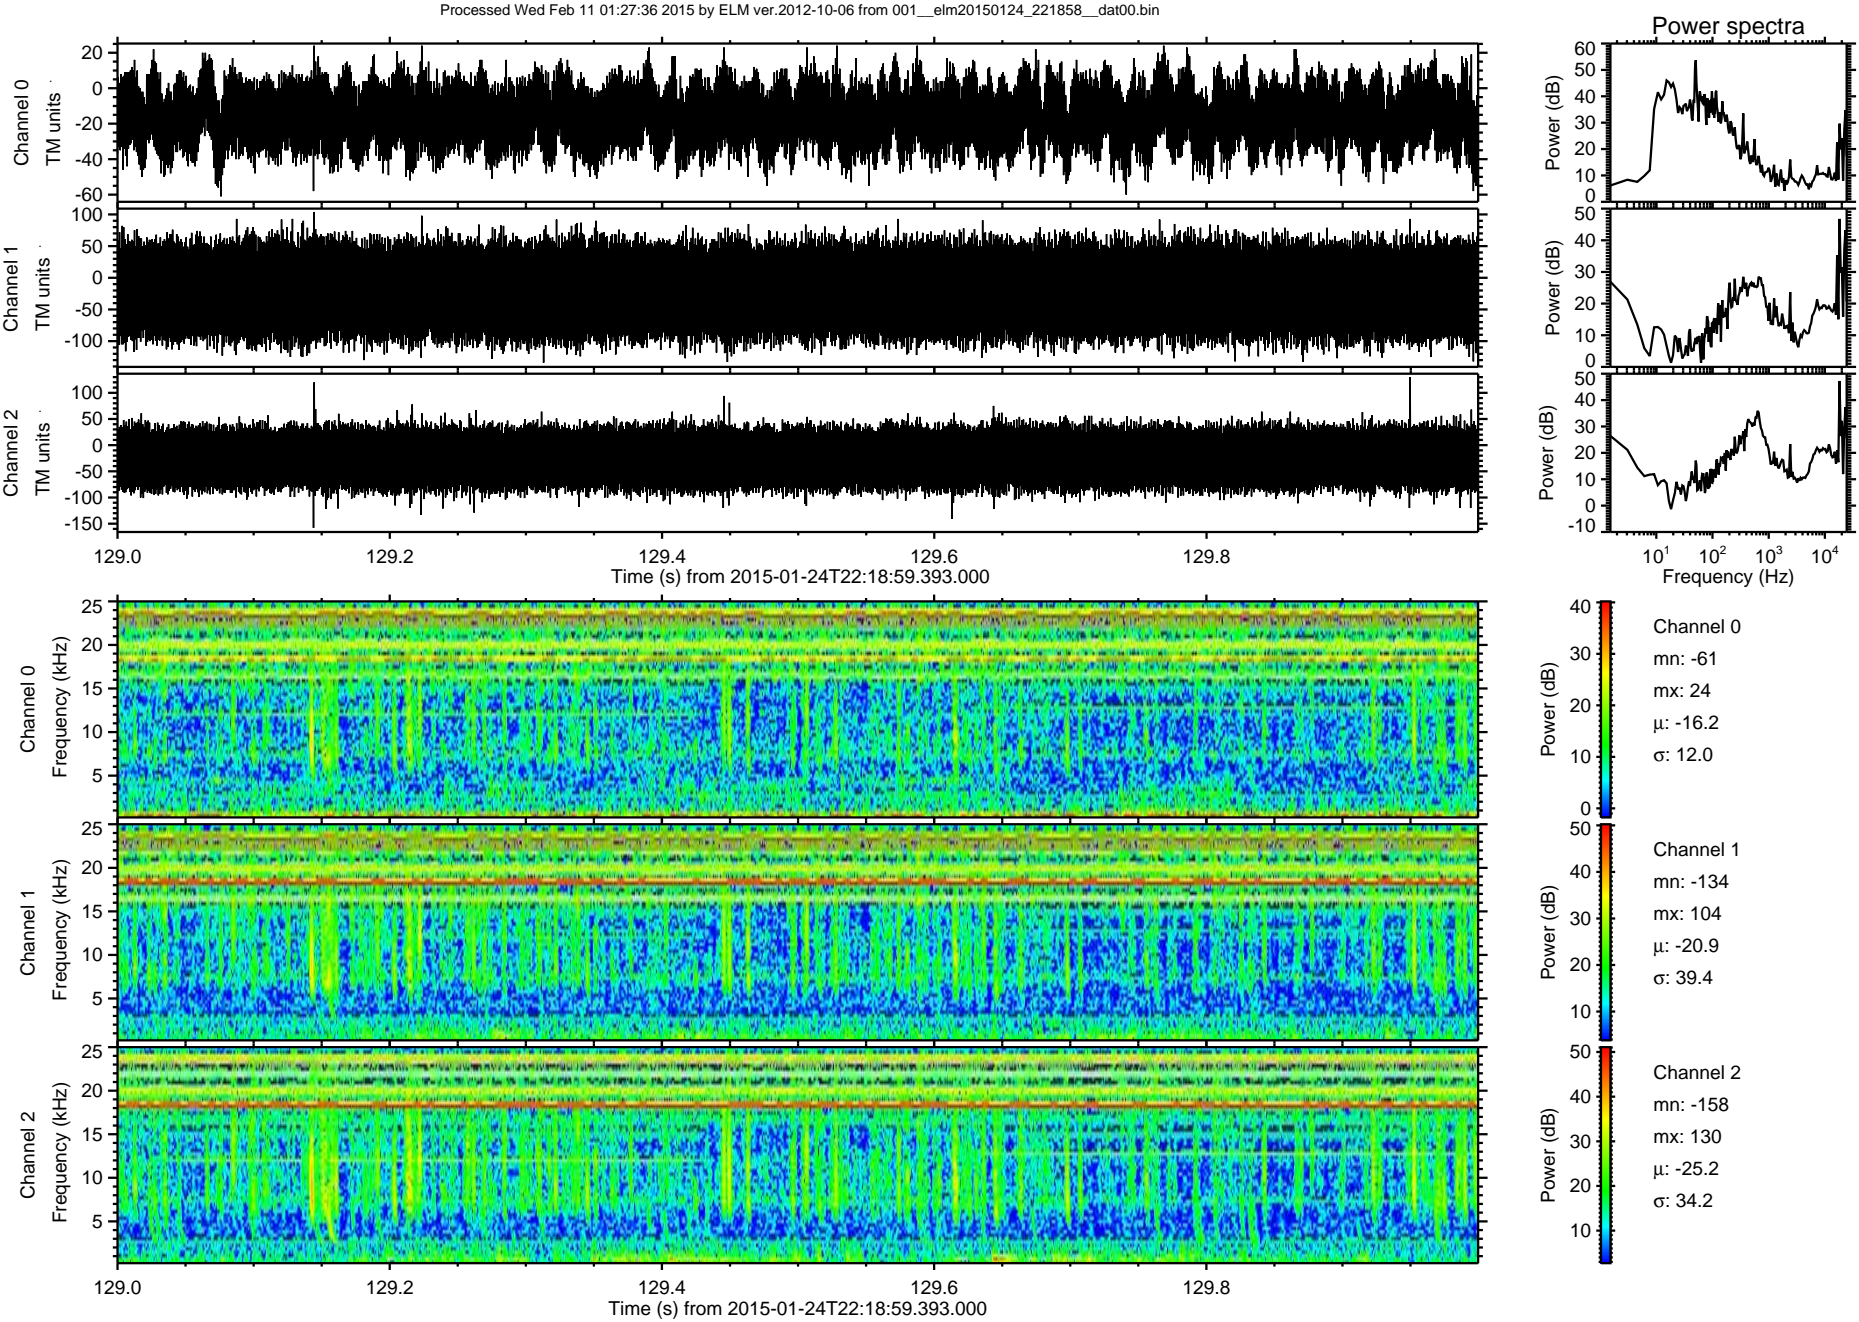 Processed Wed Feb 11 01:27:36 2015 by ELM ver.2012-10-06 from 001__elm20150124_221858__dat00.bin
Power spectra
Channel 0
TM units
20
0
-20
-40
-60
Power (dB)
60
50
40
30
20
10
0
Channel 1
TM units
100
50
0
-50
-100
Power (dB)
50
40
30
20
10
0
Channel 2
TM units
100
50
0
-50
-100
-150
Power (dB)
50
40
30
20
10
0
-10
129.0 129.2 129.4 129.6 129.8
Time (s) from 2015-01-24T22:18:59.393.000
10¹ 10² 10³ 10⁴
Frequency (Hz)
Channel 0
Frequency (kHz)
25
20
15
10
5
Power (dB)
40
30
20
10
0
Channel 0
mn: -61
mx: 24
μ: -16.2
σ: 12.0
Channel 1
Frequency (kHz)
25
20
15
10
5
Power (dB)
50
40
30
20
10
Channel 1
mn: -134
mx: 104
μ: -20.9
σ: 39.4
Channel 2
Frequency (kHz)
25
20
15
10
5
Power (dB)
50
40
30
20
10
Channel 2
mn: -158
mx: 130
μ: -25.2
σ: 34.2
129.0 129.2 129.4 129.6 129.8
Time (s) from 2015-01-24T22:18:59.393.000